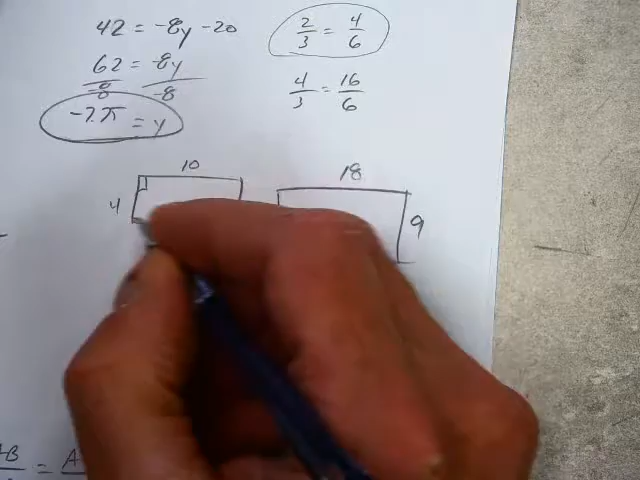 42 = -8y -20
62 = -8y
-8 -8
-7.75 = y
2/3 = 4/6
4/3 = 16/6
10
4
18
9
AB
= A